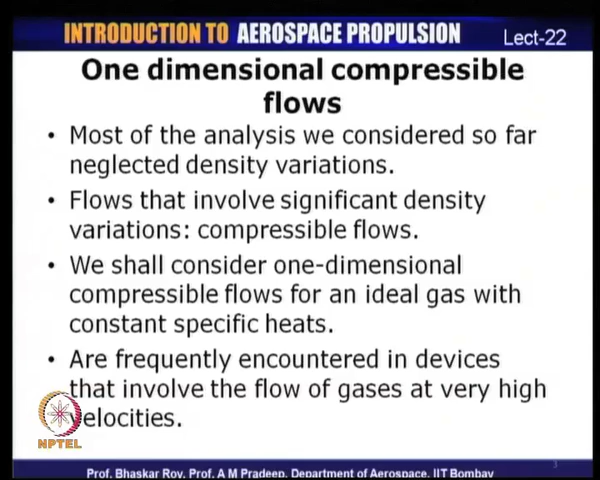 INTRODUCTION TO AEROSPACE PROPULSION
Lect-22
One dimensional compressible
flows
• Most of the analysis we considered so far
neglected density variations.
• Flows that involve significant density
variations: compressible flows.
• We shall consider one-dimensional
compressible flows for an ideal gas with
constant specific heats.
• Are frequently encountered in devices
that involve the flow of gases at very high
velocities.
NPTEL
3
Prof. Bhaskar Roy, Prof. A M Pradeep, Department of Aerospace, IIT Bombay